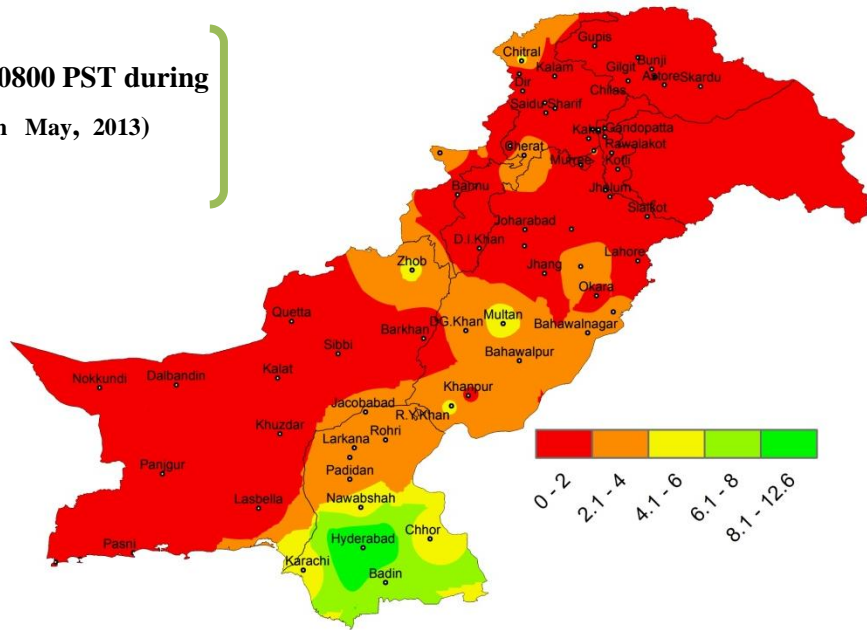 0800 PST during
n May, 2013)
Gupis
Chitral
Bunji
Kalam
Gilgit
Astore
Skardu
Dir
Chilas
Saidu Sharif
Gandopatta
Cherat
Rawalakot
Murree
Kotli
Bannu
Jhelum
Sialkot
Joharabad
D.I.Khan
Lahore
Zhob
Jhang
Okara
Quetta
D.G.Khan
Multan
Bahawalnagar
Barkhan
Sibbi
Bahawalpur
Nokkundi
Dalbandin
Kalat
Khanpur
Jacobabad
R.Y.Khan
Khuzdar
Rohri
Larkana
Panjgur
Padidan
Lasbella
Nawabshah
Chhor
Pasni
Hyderabad
Karachi
Badin
0 - 2
2.1 - 4
4.1 - 6
6.1 - 8
8.1 - 12.6